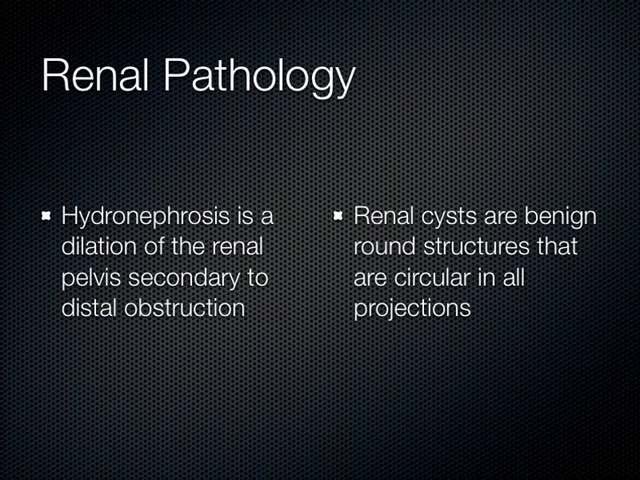 Renal Pathology
Hydronephrosis is a
dilation of the renal
pelvis secondary to
distal obstruction
Renal cysts are benign
round structures that
are circular in all
projections